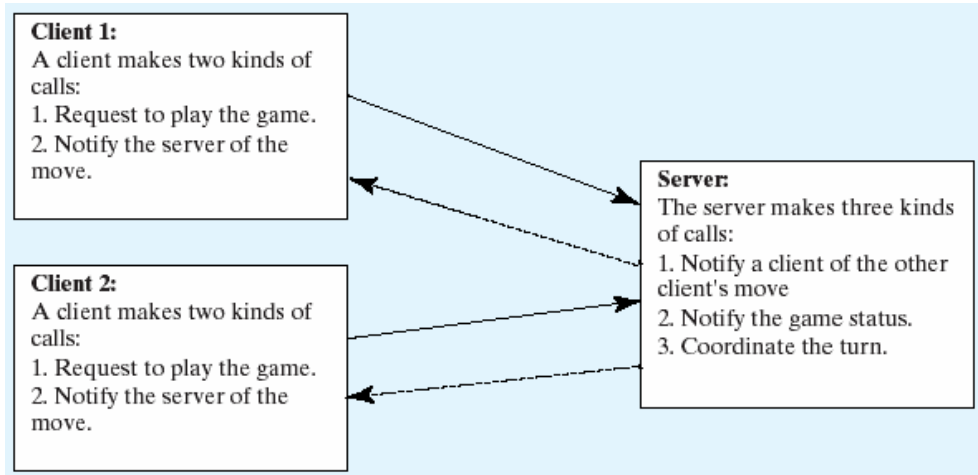 Client 1:
A client makes two kinds of
calls:
1. Request to play the game.
2. Notify the server of the
move.
Client 2:
A client makes two kinds of
calls:
1. Request to play the game.
2. Notify the server of the
move.
Server:
The server makes three kinds
of calls:
1. Notify a client of the other
client's move
2. Notify the game status.
3. Coordinate the turn.